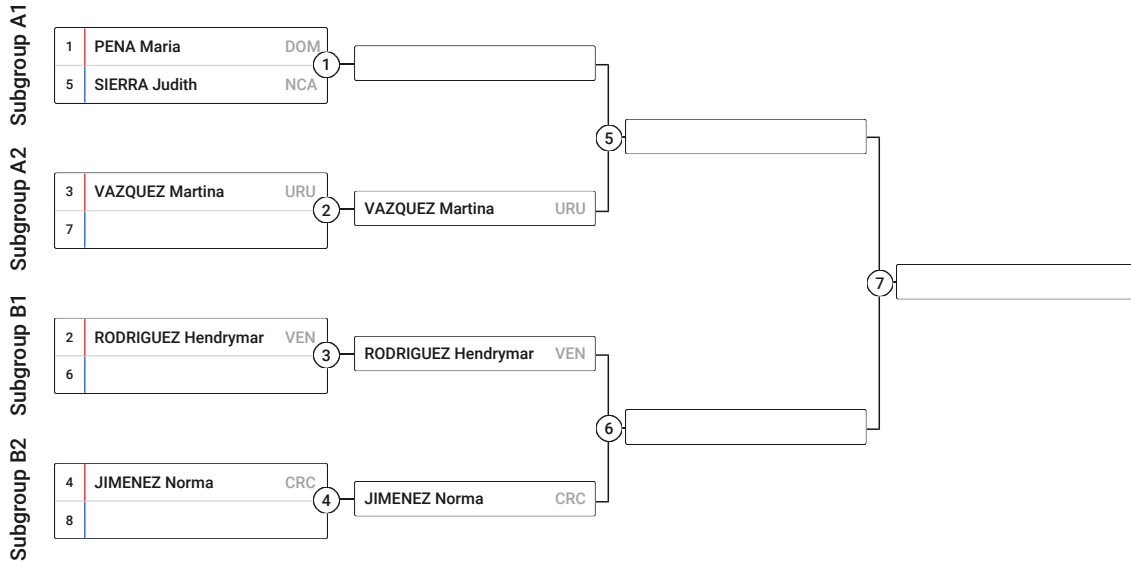 Subgroup A1
1 PENA Maria DOM
5 SIERRA Judith NCA
1
Subgroup A2
3 VAZQUEZ Martina URU
7
2
VAZQUEZ Martina URU
5
Subgroup B1
2 RODRIGUEZ Hendrymar VEN
6
3
RODRIGUEZ Hendrymar VEN
Subgroup B2
4 JIMENEZ Norma CRC
8
4
JIMENEZ Norma CRC
6
7